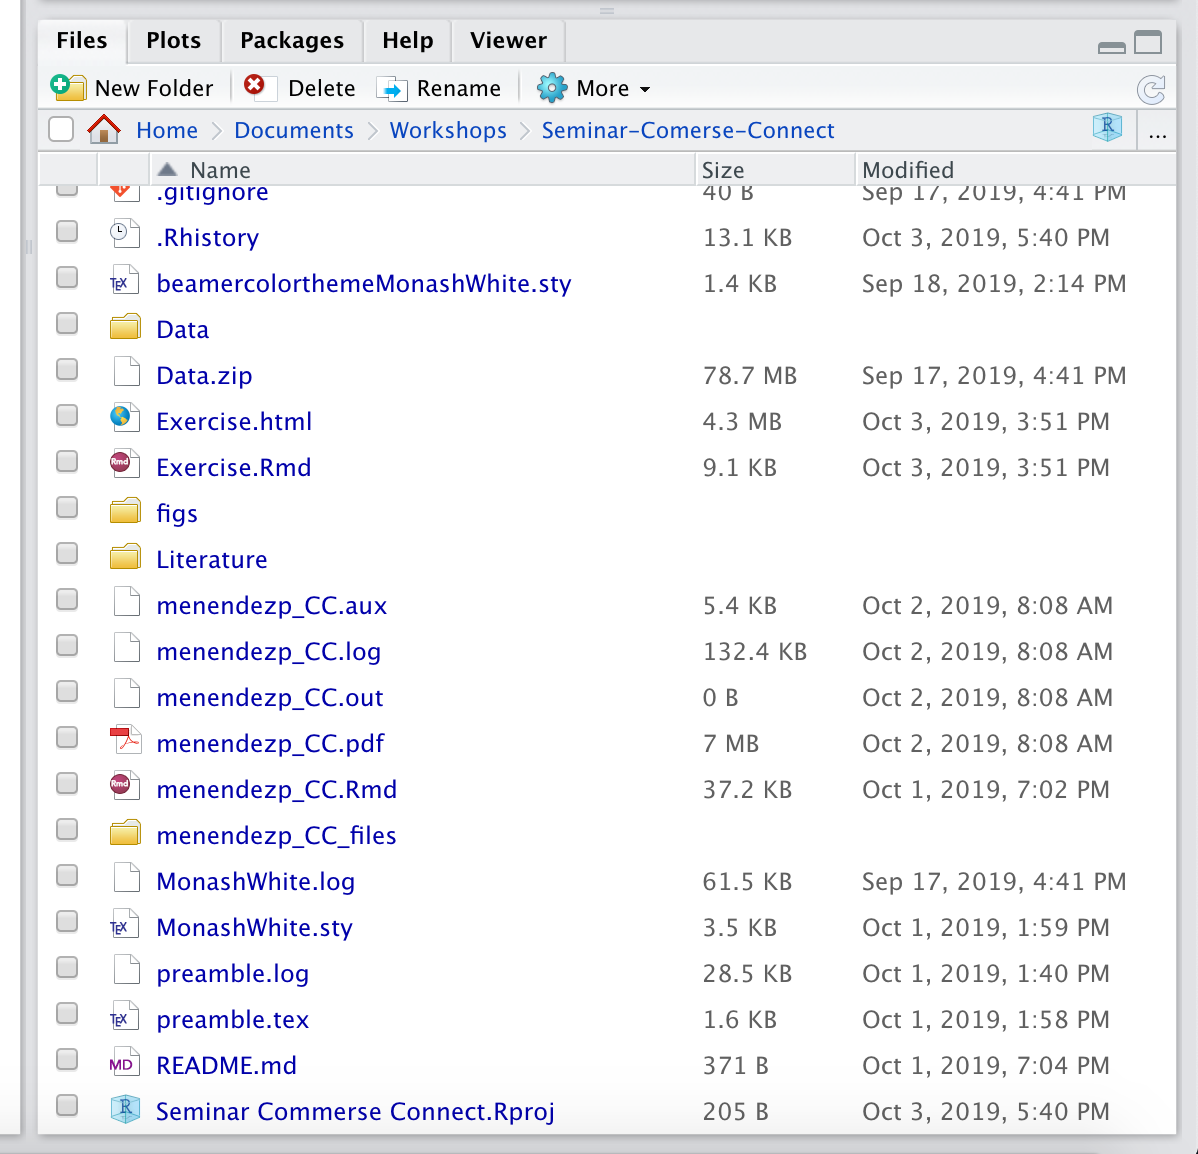 Files Plots Packages Help Viewer
New Folder Delete Rename More
Home Documents Workshops Seminar-Comerse-Connect R ...
Name Size Modified
.gitignore 40 B Sep 17, 2019, 4:41 PM
.Rhistory 13.1 KB Oct 3, 2019, 5:40 PM
TEX beamercolorthemeMonashWhite.sty 1.4 KB Sep 18, 2019, 2:14 PM
Data
Data.zip 78.7 MB Sep 17, 2019, 4:41 PM
Exercise.html 4.3 MB Oct 3, 2019, 3:51 PM
Rmd Exercise.Rmd 9.1 KB Oct 3, 2019, 3:51 PM
figs
Literature
menendezp_CC.aux 5.4 KB Oct 2, 2019, 8:08 AM
menendezp_CC.log 132.4 KB Oct 2, 2019, 8:08 AM
menendezp_CC.out 0 B Oct 2, 2019, 8:08 AM
menendezp_CC.pdf 7 MB Oct 2, 2019, 8:08 AM
Rmd menendezp_CC.Rmd 37.2 KB Oct 1, 2019, 7:02 PM
menendezp_CC_files
MonashWhite.log 61.5 KB Sep 17, 2019, 4:41 PM
TEX MonashWhite.sty 3.5 KB Oct 1, 2019, 1:59 PM
preamble.log 28.5 KB Oct 1, 2019, 1:40 PM
TEX preamble.tex 1.6 KB Oct 1, 2019, 1:58 PM
MD README.md 371 B Oct 1, 2019, 7:04 PM
R Seminar Commerse Connect.Rproj 205 B Oct 3, 2019, 5:40 PM